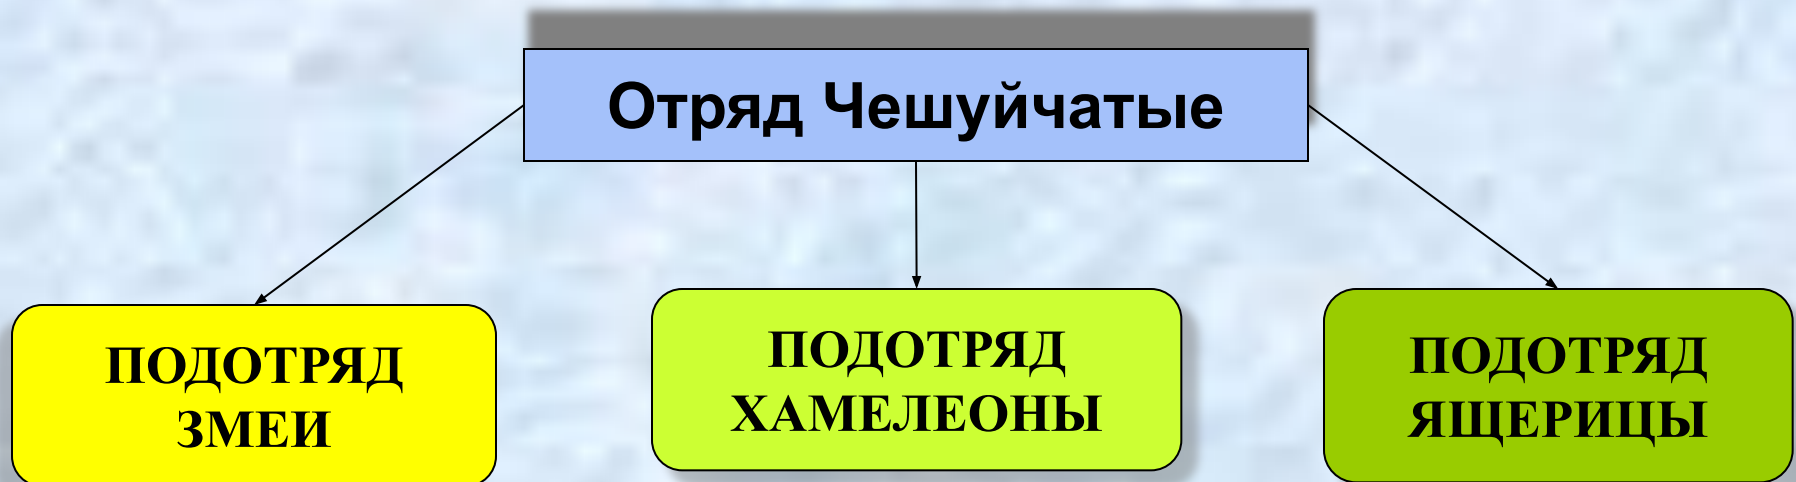 Отряд Чешуйчатые
ПОДОТРЯД
ЗМЕИ
ПОДОТРЯД
ХАМЕЛЕОНЫ
ПОДОТРЯД
ЯЩЕРИЦЫ